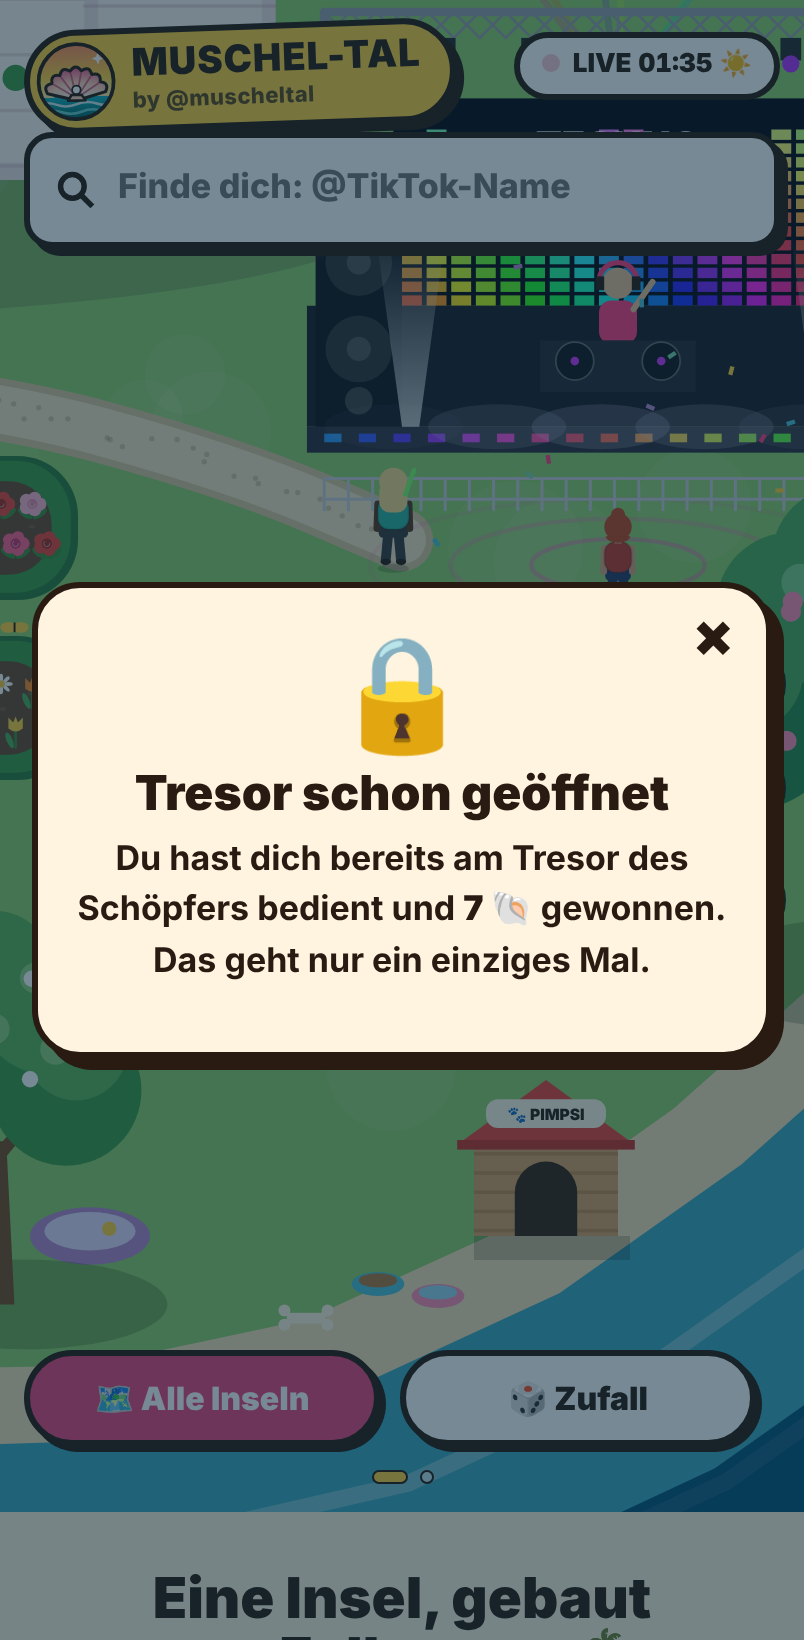 MUSCHEL-TAL
by @muscheltal
LIVE 01:35 ☀️
Finde dich: @TikTok-Name
Tresor schon geöffnet
Du hast dich bereits am Tresor des
Schöpfers bedient und 7 🐚 gewonnen.
Das geht nur ein einziges Mal.
🐾 PIMPSI
🗺️ Alle Inseln
🎲 Zufall
Eine Insel, gebaut